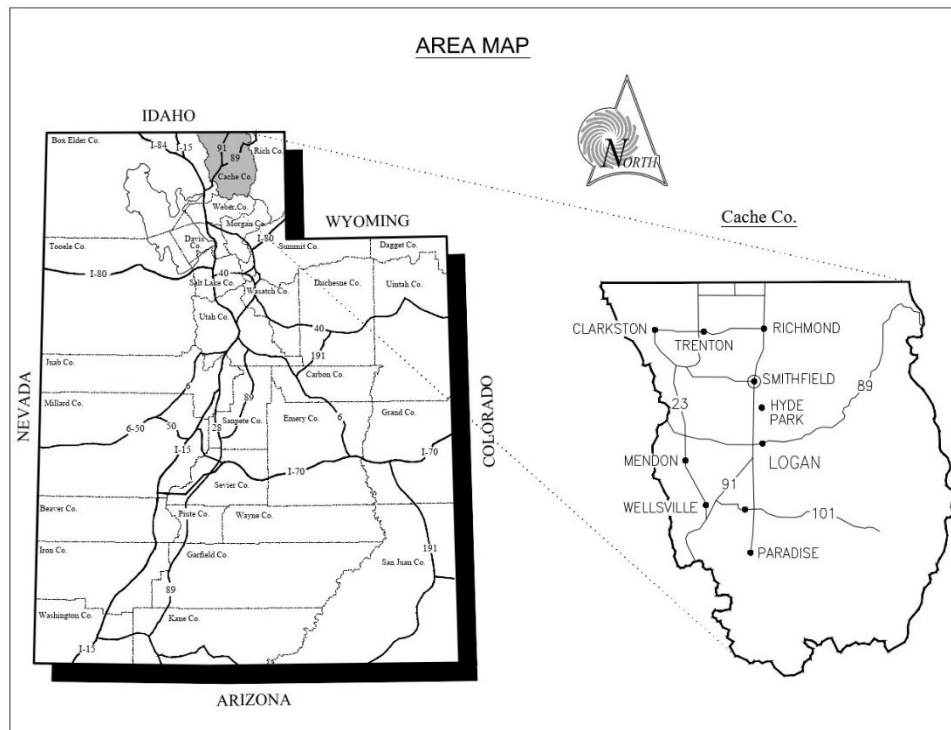 AREA MAP
IDAHO
Box Elder Co.
I-84
I-15
91
89
Rich Co.
Cache Co.
Weber Co.
Morgan Co.
WYOMING
Davis Co.
I-80
Summit Co.
Dagget Co.
Tooele Co.
I-80
40
Salt Lake Co.
Wasatch Co.
Duchesne Co.
Uintah Co.
Utah Co.
40
191
Juab Co.
Carbon Co.
6
Millard Co.
89
Sanpete Co.
Emery Co.
6
Grand Co.
NEVADA
COLORADO
6-50
50
28
I-15
I-70
I-70
Sevier Co.
Beaver Co.
Piute Co.
Wayne Co.
Iron Co.
Garfield Co.
San Juan Co.
191
89
Washington Co.
Kane Co.
I-15
ARIZONA
NORTH
Cache Co.
CLARKSTON
TRENTON
RICHMOND
SMITHFIELD
89
23
HYDE
PARK
MENDON
LOGAN
91
WELLSVILLE
101
PARADISE